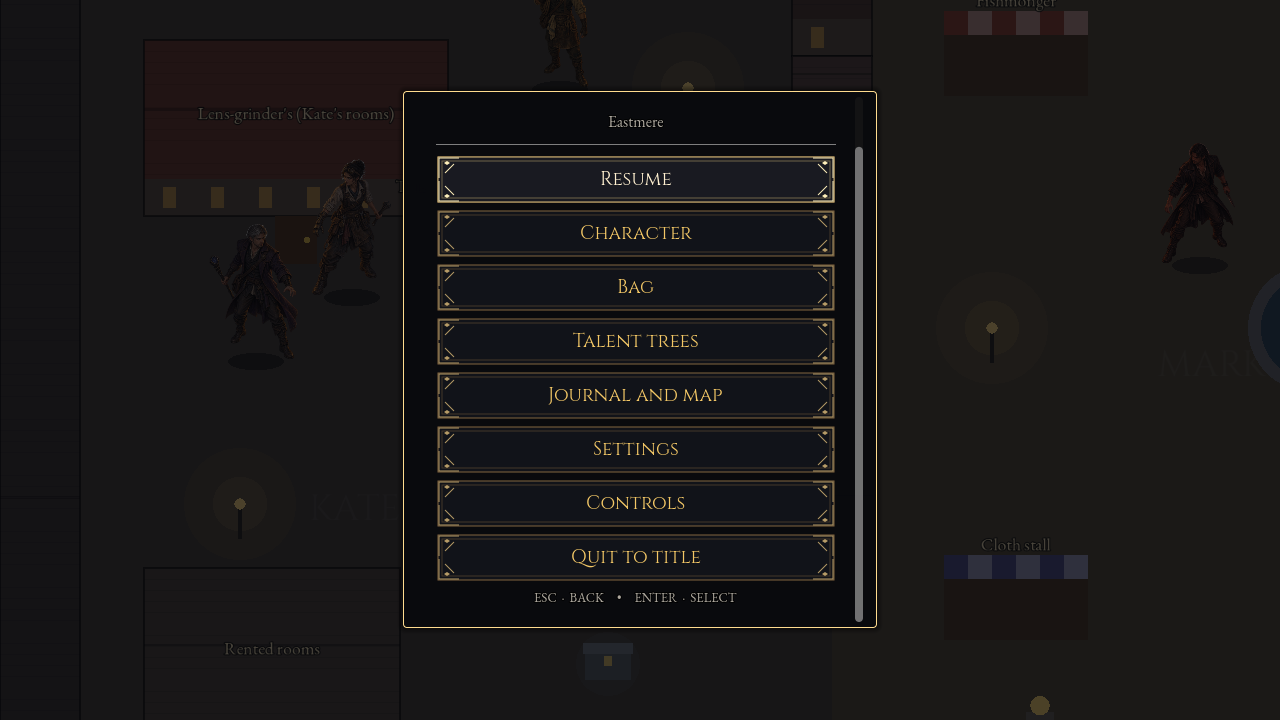 Fishmonger
Lens-grinder's (Kate's rooms)
Eastmere
Resume
Character
Bag
Talent trees
Journal and map
Settings
Controls
Quit to title
ESC · BACK • ENTER · SELECT
Cloth stall
Rented rooms